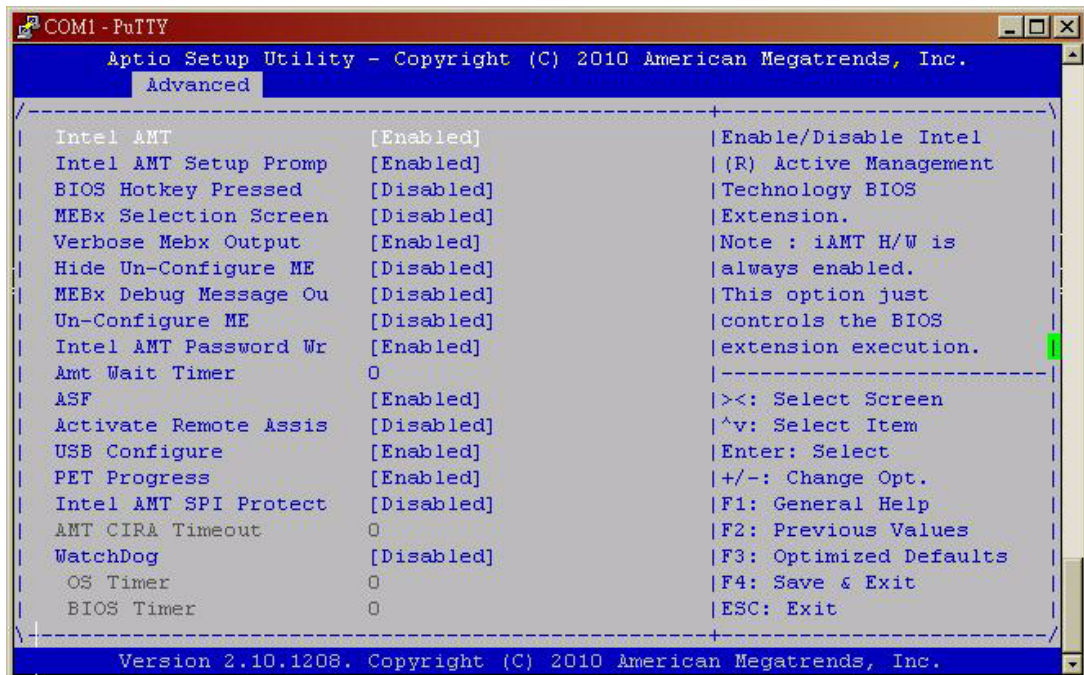 COM1 - PuTTY
Aptio Setup Utility - Copyright (C) 2010 American Megatrends, Inc.
Advanced
/----------------------------------------------------+-------------------------\
| Intel AMT [Enabled] |Enable/Disable Intel |
| Intel AMT Setup Promp [Enabled] |(R) Active Management |
| BIOS Hotkey Pressed [Disabled] |Technology BIOS |
| MEBx Selection Screen [Disabled] |Extension. |
| Verbose Mebx Output [Enabled] |Note : iAMT H/W is |
| Hide Un-Configure ME [Disabled] |always enabled. |
| MEBx Debug Message Ou [Disabled] |This option just |
| Un-Configure ME [Disabled] |controls the BIOS |
| Intel AMT Password Wr [Enabled] |extension execution. |
| Amt Wait Timer 0 |-------------------------|
| ASF [Enabled] |><: Select Screen |
| Activate Remote Assis [Disabled] |^v: Select Item |
| USB Configure [Enabled] |Enter: Select |
| PET Progress [Enabled] |+/-: Change Opt. |
| Intel AMT SPI Protect [Disabled] |F1: General Help |
| AMT CIRA Timeout 0 |F2: Previous Values |
| WatchDog [Disabled] |F3: Optimized Defaults |
| OS Timer 0 |F4: Save & Exit |
| BIOS Timer 0 |ESC: Exit |
\----------------------------------------------------+-------------------------/
Version 2.10.1208. Copyright (C) 2010 American Megatrends, Inc.